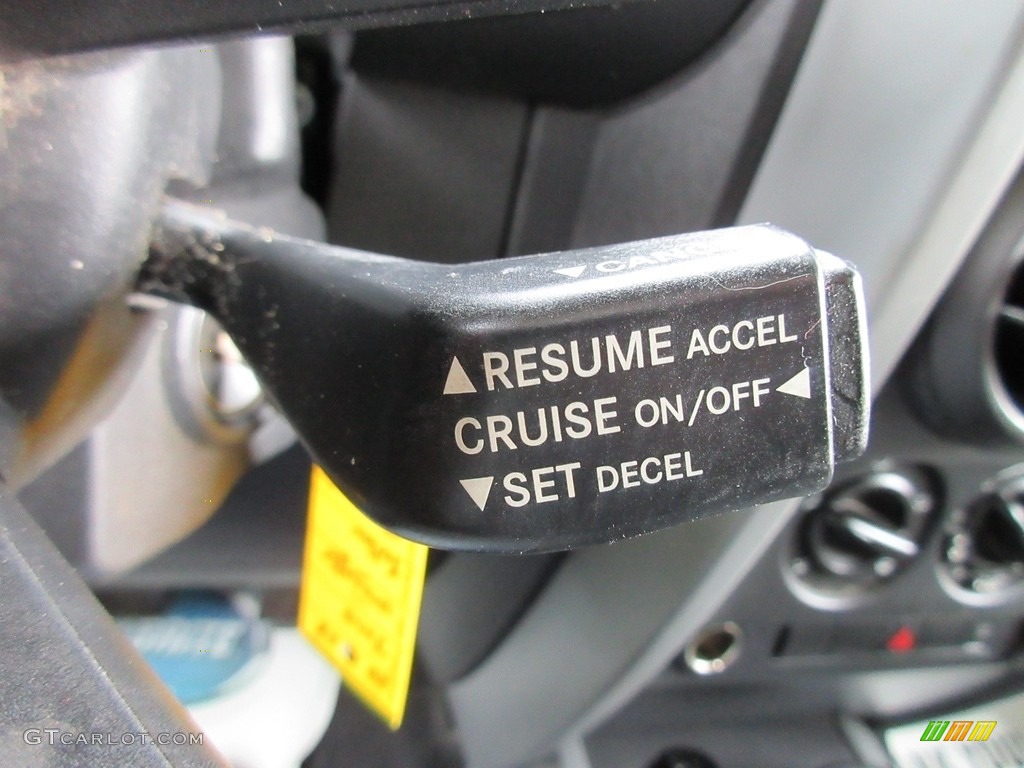 ▲RESUME ACCEL
CRUISE ON/OFF◄
▼SET DECEL
GTCARLOT.COM